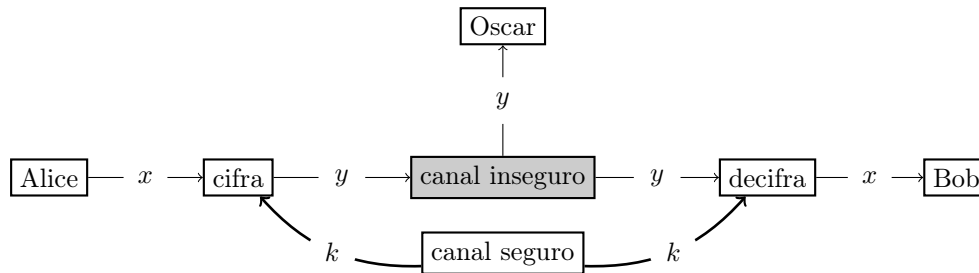 Oscar
y
Alice x cifra y canal inseguro y decifra x Bob
k canal seguro k